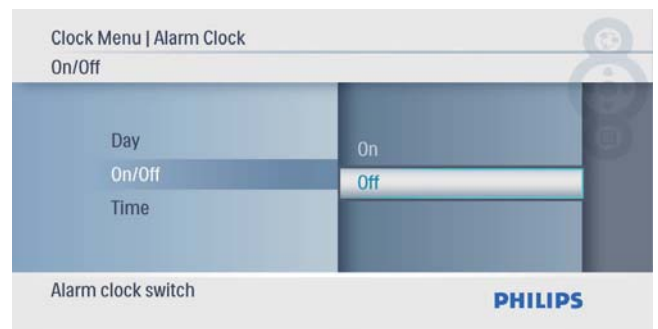 Clock Menu | Alarm Clock
On/Off
Day
On/Off
Time
On
Off
Alarm clock switch
PHILIPS